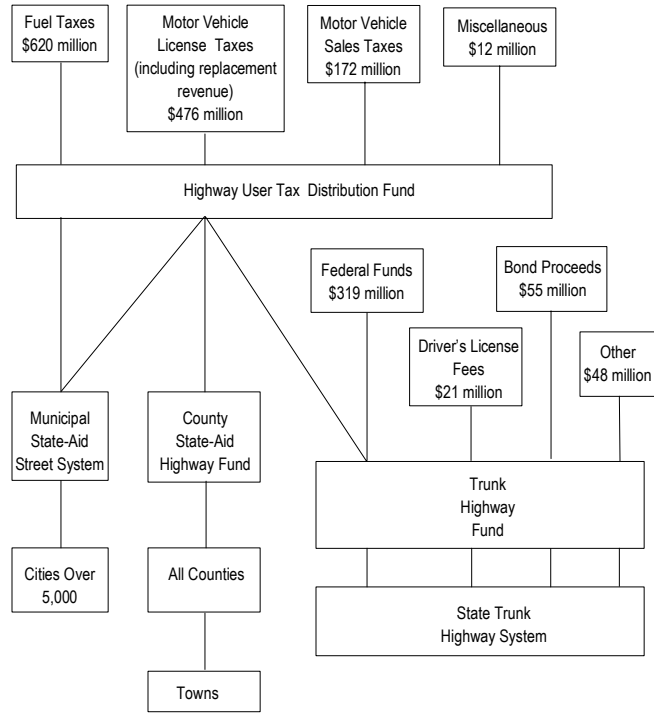 Fuel Taxes
$620 million
Motor Vehicle
License Taxes
(including replacement
revenue)
$476 million
Motor Vehicle
Sales Taxes
$172 million
Miscellaneous
$12 million
Highway User Tax Distribution Fund
Federal Funds
$319 million
Bond Proceeds
$55 million
Driver's License
Fees
$21 million
Other
$48 million
Municipal
State-Aid
Street System
County
State-Aid
Highway Fund
Trunk
Highway
Fund
Cities Over
5,000
All Counties
State Trunk
Highway System
Towns